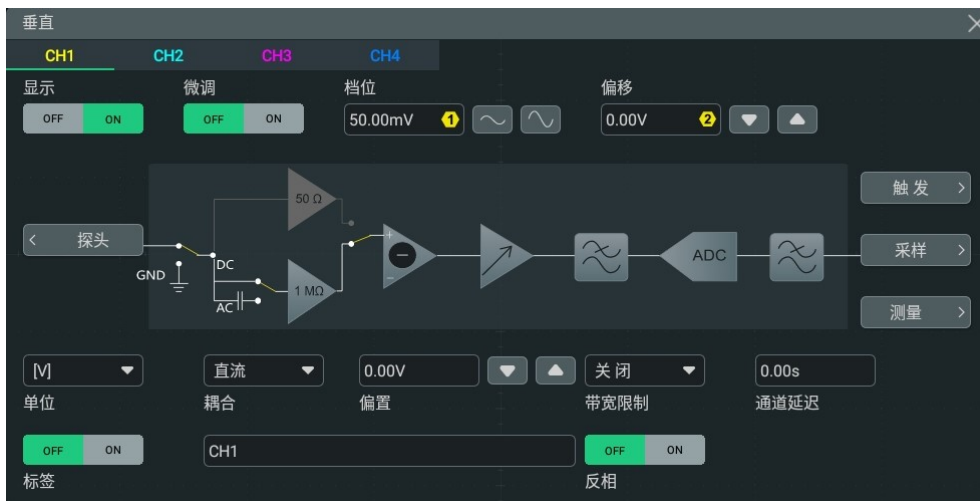 垂直
CH1 CH2 CH3 CH4
显示 微调 档位 偏移
OFF ON OFF ON 50.00mV 1 0.00V 2
50 Ω
触 发
探头
采样
GND
DC
ADC
1 MΩ
AC
测量
[V] 直流 0.00V 关 闭 0.00s
单位 耦合 偏置 带宽限制 通道延迟
OFF ON CH1 OFF ON
标签 反相